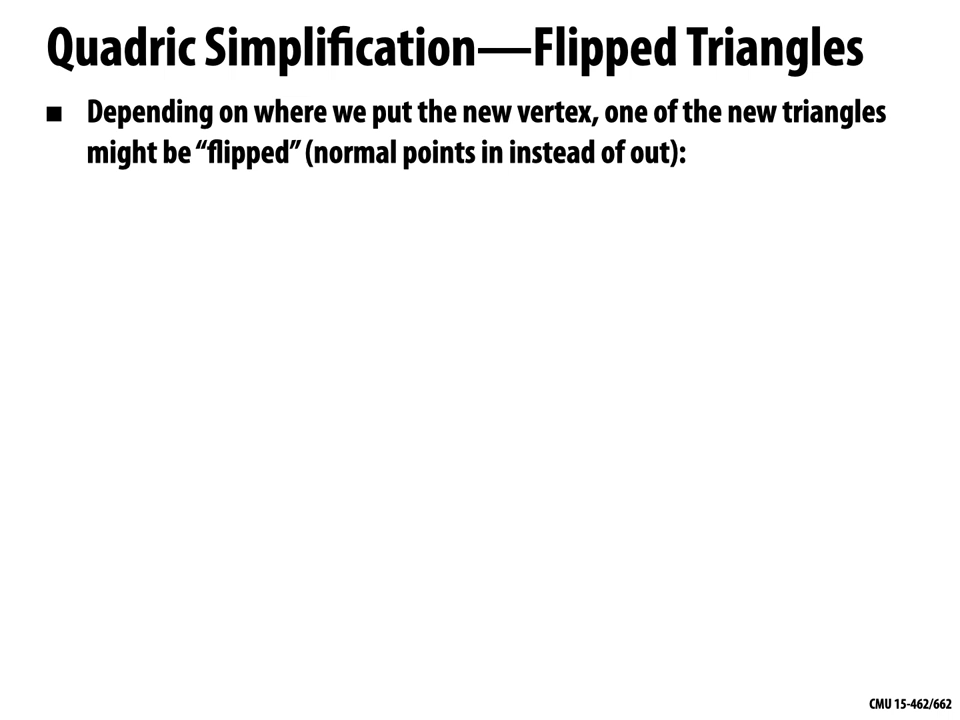 Quadric Simplification—Flipped Triangles
■ Depending on where we put the new vertex, one of the new triangles
might be “flipped” (normal points in instead of out):
CMU 15-462/662